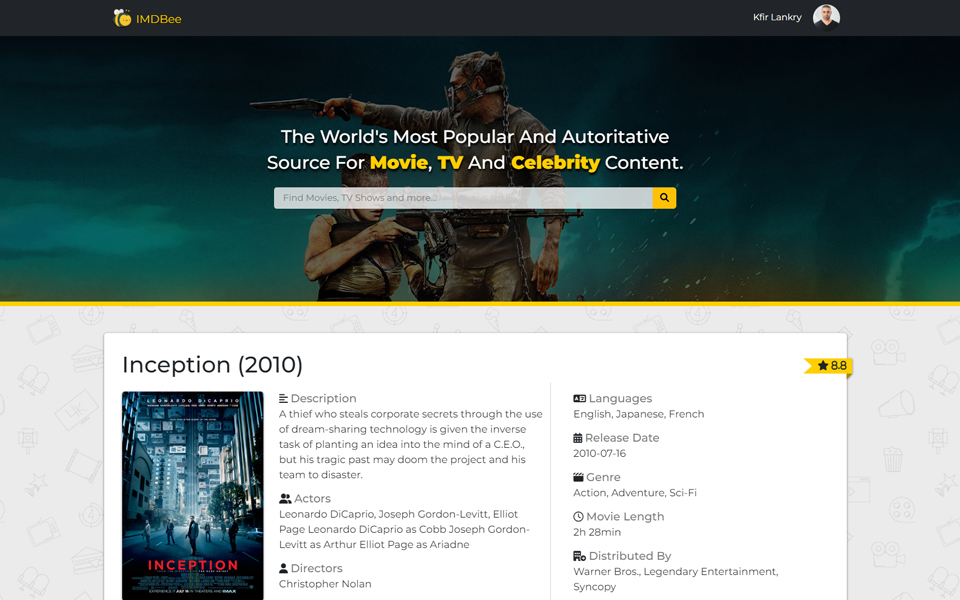 IMDBee
Kfir Lankry
The World's Most Popular And Autoritative
Source For Movie, TV And Celebrity Content.
Find Movies, TV Shows and more...
Inception (2010)
8.8
Description
A thief who steals corporate secrets through the use
of dream-sharing technology is given the inverse
task of planting an idea into the mind of a C.E.O.,
but his tragic past may doom the project and his
team to disaster.
Actors
Leonardo DiCaprio, Joseph Gordon-Levitt, Elliot
Page Leonardo DiCaprio as Cobb Joseph Gordon-
Levitt as Arthur Elliot Page as Ariadne
Directors
Christopher Nolan
Languages
English, Japanese, French
Release Date
2010-07-16
Genre
Action, Adventure, Sci-Fi
Movie Length
2h 28min
Distributed By
Warner Bros., Legendary Entertainment,
Syncopy
LEONARDO DiCAPRIO
INCEPTION